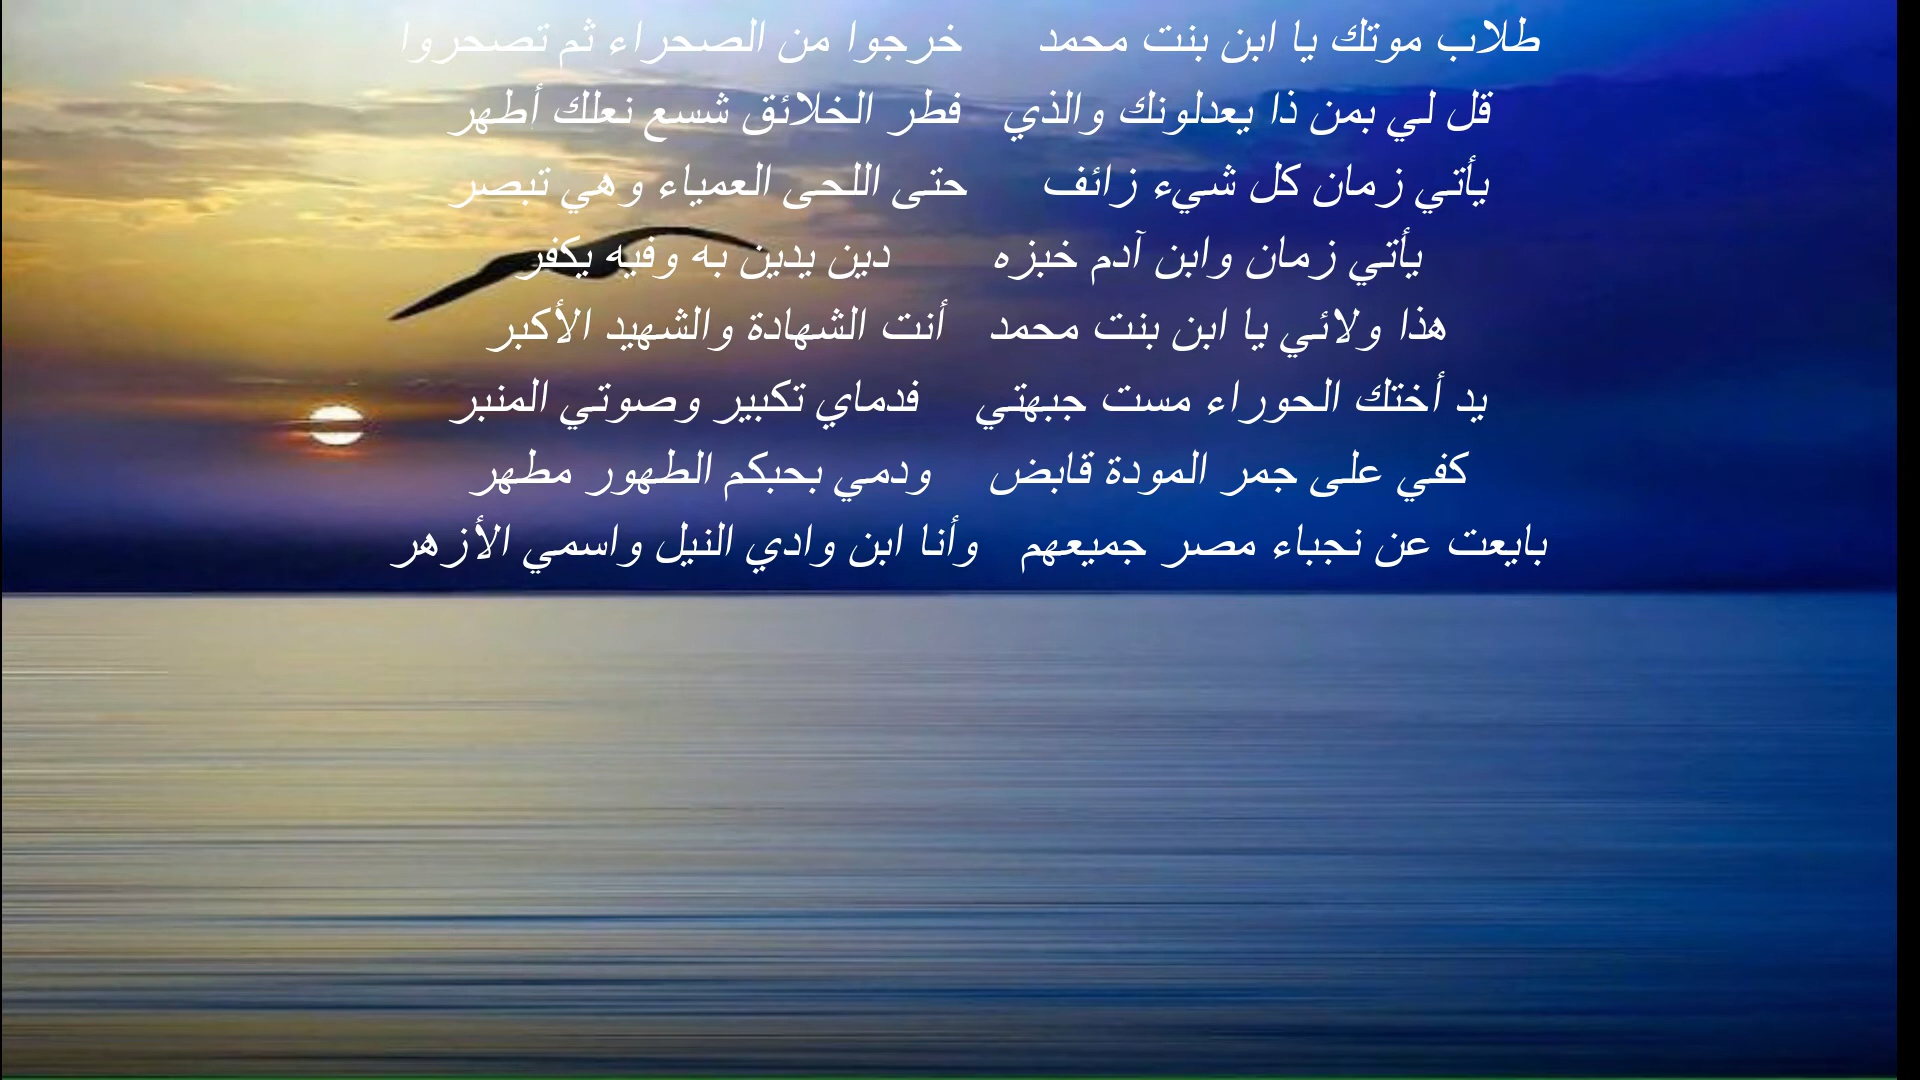 طلاب موتك يا ابن بنت محمد خرجوا من الصحراء ثم تصحروا
قل لي بمن ذا يعدلونك والذي فطر الخلائق شسع نعلك أطهر
يأتي زمان كل شيء زائف حتى اللحى العمياء وهي تبصر
يأتي زمان وابن آدم خبزه دين يدين به وفيه يكفر
هذا ولائي يا ابن بنت محمد أنت الشهادة والشهيد الأكبر
يد أختك الحوراء مست جبهتي فدماي تكبير وصوتي المنبر
كفي على جمر المودة قابض ودمي بحبكم الطهور مطهر
بايعت عن نجباء مصر جميعهم وأنا ابن وادي النيل واسمي الأزهر